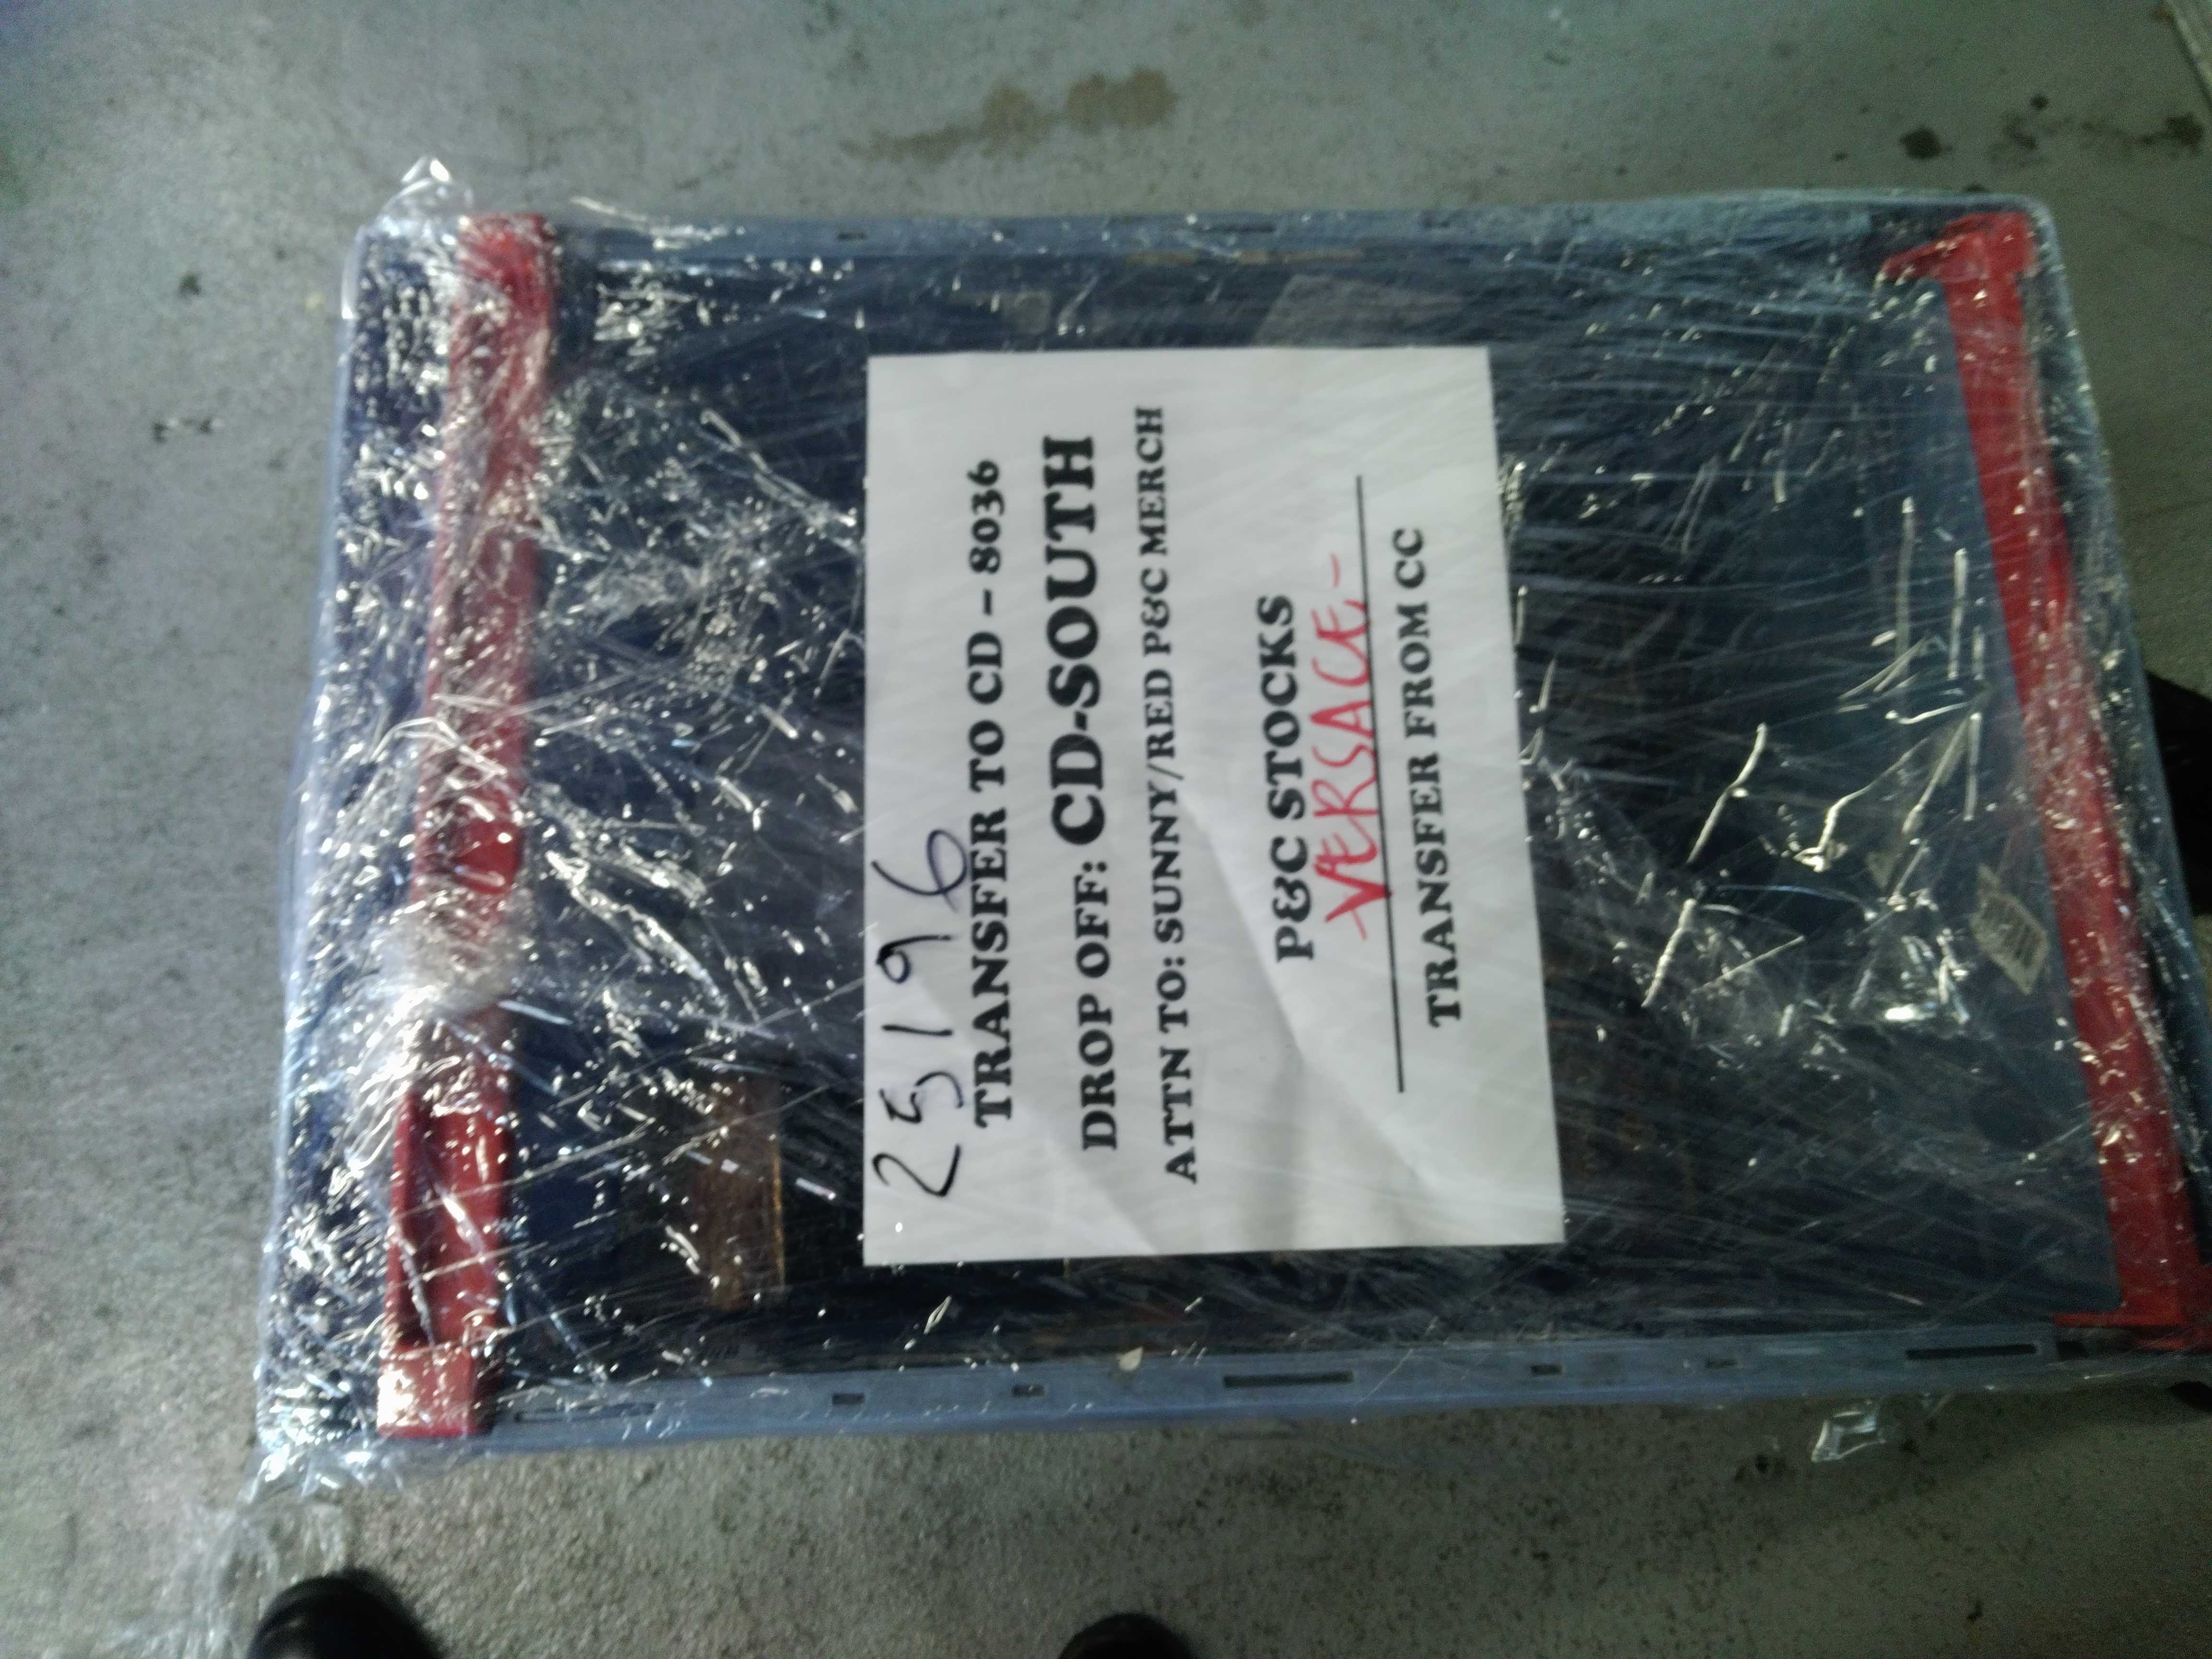 25196
TRANSFER TO CD – 8036
DROP OFF: CD-SOUTH
ATTN TO: SUNNY/RED P&C MERCH
P&C STOCKS
VERSACE -
TRANSFER FROM CC